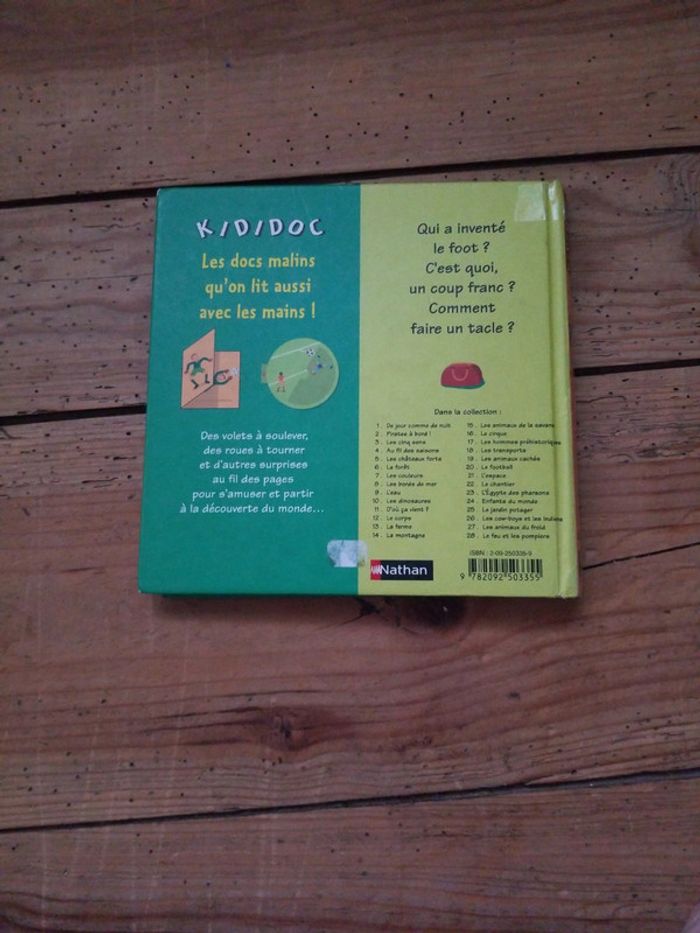 KIDIDOC
Les docs malins
qu'on lit aussi
avec les mains !
Des volets à soulever,
des roues à tourner
et d'autres surprises
au fil des pages
pour s'amuser et partir
à la découverte du monde...
Qui a inventé
le foot ?
C'est quoi,
un coup franc ?
Comment
faire un tacle ?
Dans la collection :
1. De jour comme de nuit
2. Pirates à bord !
3. Les cinq sens
4. Au fil des saisons
5. Les châteaux forts
6. La forêt
7. Les couleurs
8. Les bords de mer
9. L'eau
10. Les dinosaures
11. D'où ça vient ?
12. Le corps
13. La ferme
14. La montagne
15. Les animaux de la savane
16. Le cirque
17. Les hommes préhistoriques
18. Les transports
19. Les animaux cachés
20. Le football
21. L'espace
22. Le chantier
23. L'Égypte des pharaons
24. Enfants du monde
25. Le jardin potager
26. Les cow-boys et les Indiens
27. Les animaux du froid
28. Le feu et les pompiers
Nathan
ISBN : 2-09-250335-9
9 782092 503355